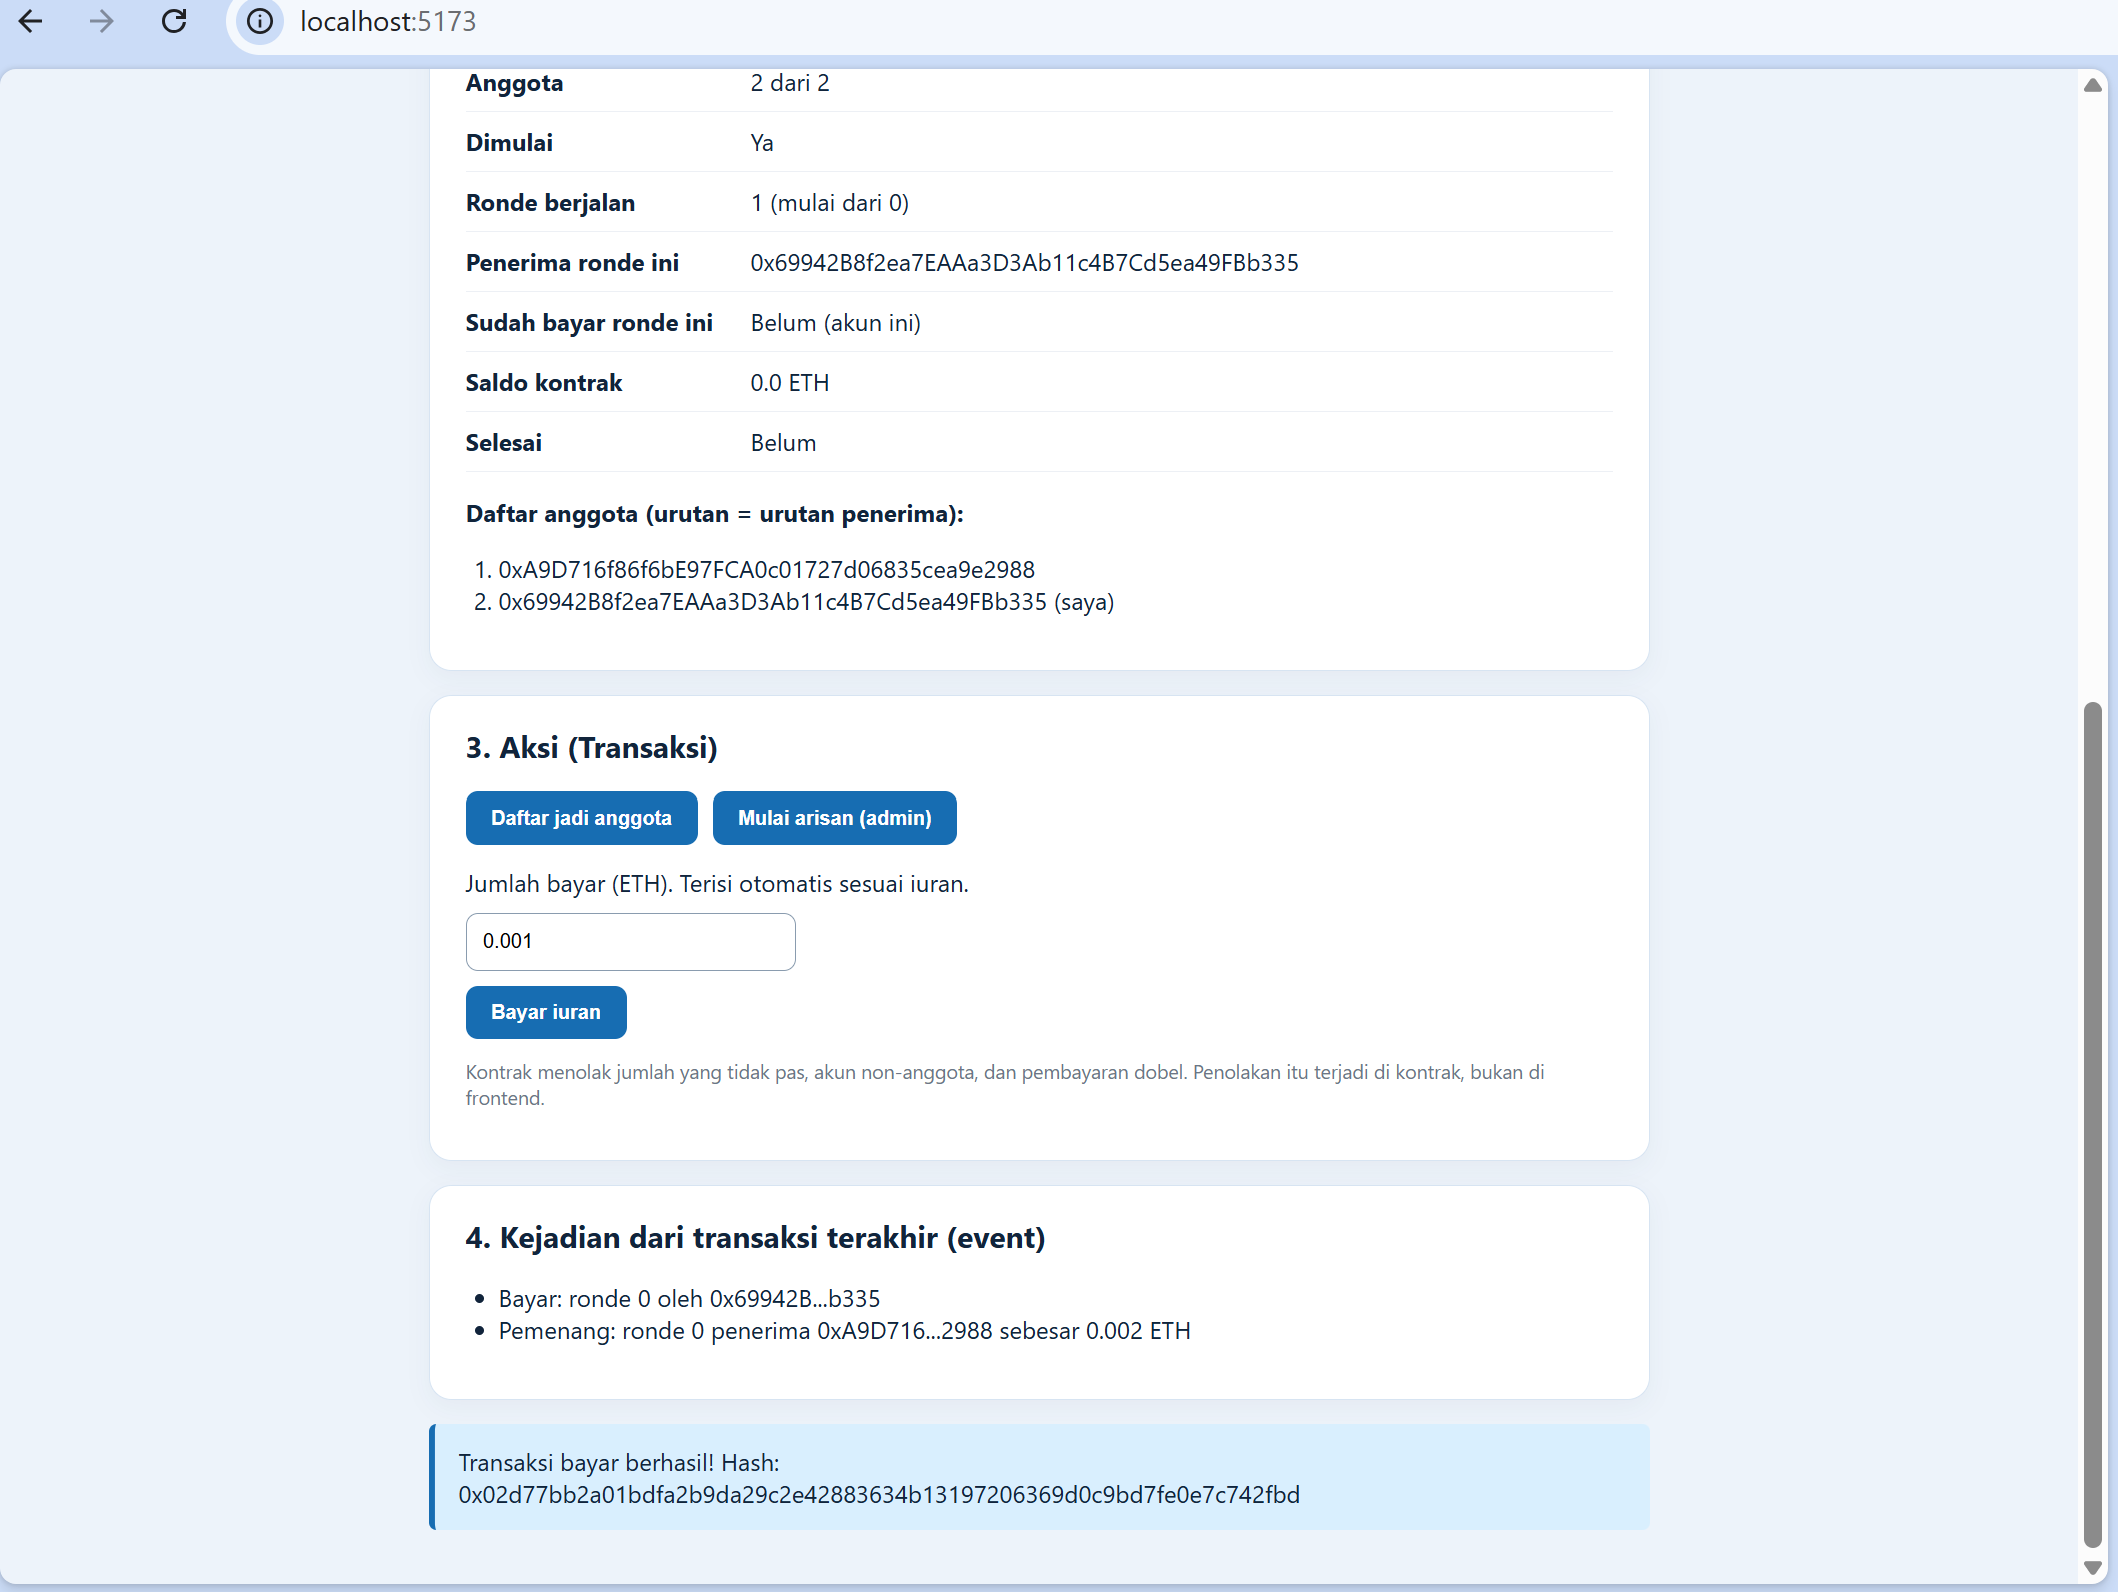 localhost:5173
Anggota 2 dari 2
Dimulai Ya
Ronde berjalan 1 (mulai dari 0)
Penerima ronde ini 0x69942B8f2ea7EAAa3D3Ab11c4B7Cd5ea49FBb335
Sudah bayar ronde ini Belum (akun ini)
Saldo kontrak 0.0 ETH
Selesai Belum
Daftar anggota (urutan = urutan penerima):
1. 0xA9D716f86f6bE97FCA0c01727d06835cea9e2988
2. 0x69942B8f2ea7EAAa3D3Ab11c4B7Cd5ea49FBb335 (saya)
3. Aksi (Transaksi)
Daftar jadi anggota Mulai arisan (admin)
Jumlah bayar (ETH). Terisi otomatis sesuai iuran.
0.001
Bayar iuran
Kontrak menolak jumlah yang tidak pas, akun non-anggota, dan pembayaran dobel. Penolakan itu terjadi di kontrak, bukan di
frontend.
4. Kejadian dari transaksi terakhir (event)
• Bayar: ronde 0 oleh 0x69942B...b335
• Pemenang: ronde 0 penerima 0xA9D716...2988 sebesar 0.002 ETH
Transaksi bayar berhasil! Hash:
0x02d77bb2a01bdfa2b9da29c2e42883634b13197206369d0c9bd7fe0e7c742fbd